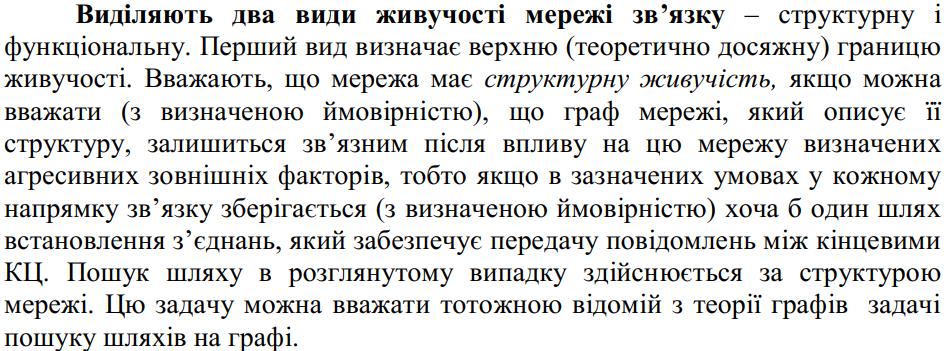 Виділяють два види живучості мережі зв’язку – структурну і
функціональну. Перший вид визначає верхню (теоретично досяжну) границю
живучості. Вважають, що мережа має структурну живучість, якщо можна
вважати (з визначеною ймовірністю), що граф мережі, який описує її
структуру, залишиться зв’язним після впливу на цю мережу визначених
агресивних зовнішніх факторів, тобто якщо в зазначених умовах у кожному
напрямку зв’язку зберігається (з визначеною ймовірністю) хоча б один шлях
встановлення з’єднань, який забезпечує передачу повідомлень між кінцевими
КЦ. Пошук шляху в розглянутому випадку здійснюється за структурою
мережі. Цю задачу можна вважати тотожною відомій з теорії графів задачі
пошуку шляхів на графі.